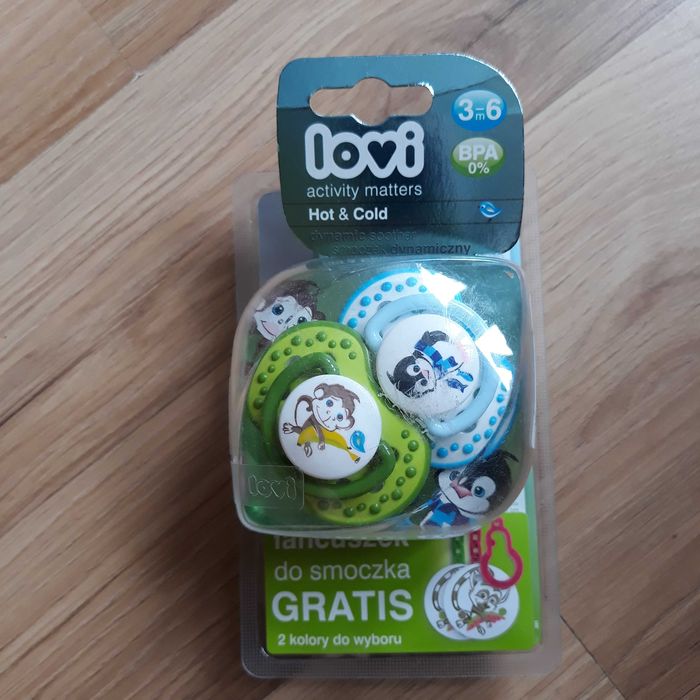 lovi
activity matters
Hot & Cold
dynamic soother
smoczek dynamiczny
3-6
m
BPA
0%
lovi
łańcuszek
do smoczka
GRATIS
2 kolory do wyboru